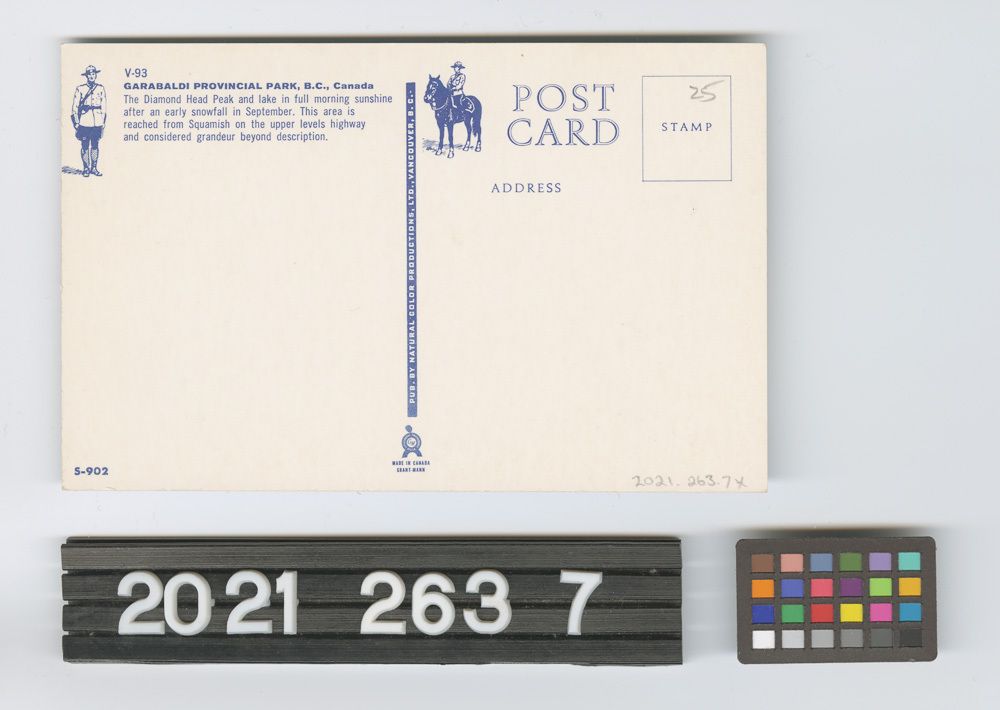 V-93
GARABALDI PROVINCIAL PARK, B.C., Canada
The Diamond Head Peak and lake in full morning sunshine
after an early snowfall in September. This area is
reached from Squamish on the upper levels highway
and considered grandeur beyond description.
PUB. BY NATURAL COLOR PRODUCTIONS, LTD., VANCOUVER, B. C.
POST
CARD
25
STAMP
ADDRESS
MADE IN CANADA
GRANT-MANN
S-902
2021.263.7x
2021 263 7